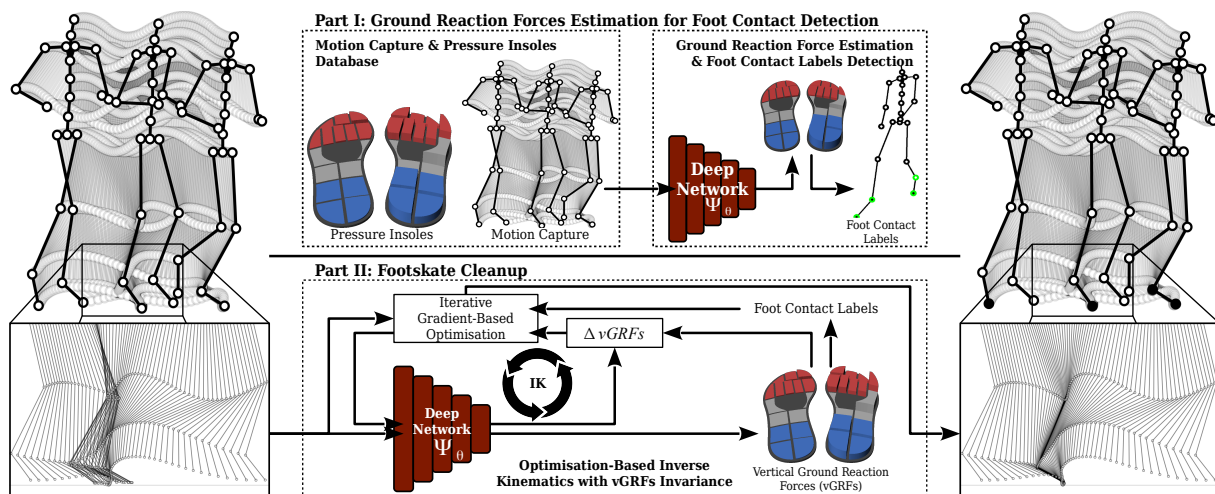 Part I: Ground Reaction Forces Estimation for Foot Contact Detection
Motion Capture & Pressure Insoles
Database
Pressure Insoles
Motion Capture
Ground Reaction Force Estimation
& Foot Contact Labels Detection
Deep
Network
Ψθ
Foot Contact
Labels
Part II: Footskate Cleanup
Iterative
Gradient-Based
Optimisation
Δ vGRFs
Foot Contact Labels
IK
Deep
Network
Ψθ
Optimisation-Based Inverse
Kinematics with vGRFs Invariance
Vertical Ground Reaction
Forces (vGRFs)